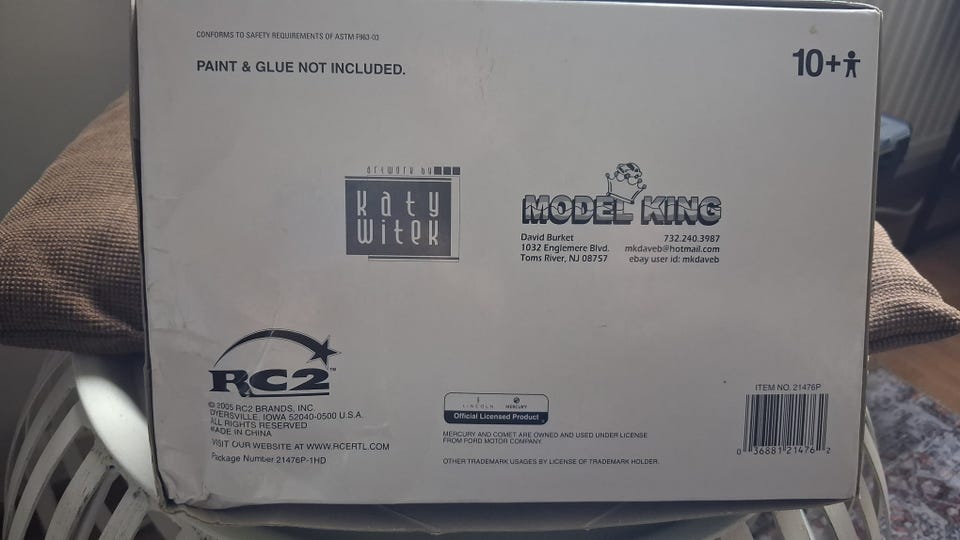 CONFORMS TO SAFETY REQUIREMENTS OF ASTM F963-03
PAINT & GLUE NOT INCLUDED.
10+
artwork by
katy
witek
MODEL KING
David Burket 732.240.3987
1032 Englemere Blvd. mkdaveb@hotmail.com
Toms River, NJ 08757 ebay user id: mkdaveb
RC2™
© 2005 RC2 BRANDS, INC.
DYERSVILLE, IOWA 52040-0500 U.S.A.
ALL RIGHTS RESERVED
MADE IN CHINA
VISIT OUR WEBSITE AT WWW.RCERTL.COM
Package Number 21476P-1HD
LINCOLN MERCURY
Official Licensed Product
MERCURY AND COMET ARE OWNED AND USED UNDER LICENSE
FROM FORD MOTOR COMPANY.
OTHER TRADEMARK USAGES BY LICENSE OF TRADEMARK HOLDER.
ITEM NO. 21476P
0 36881 21476 2